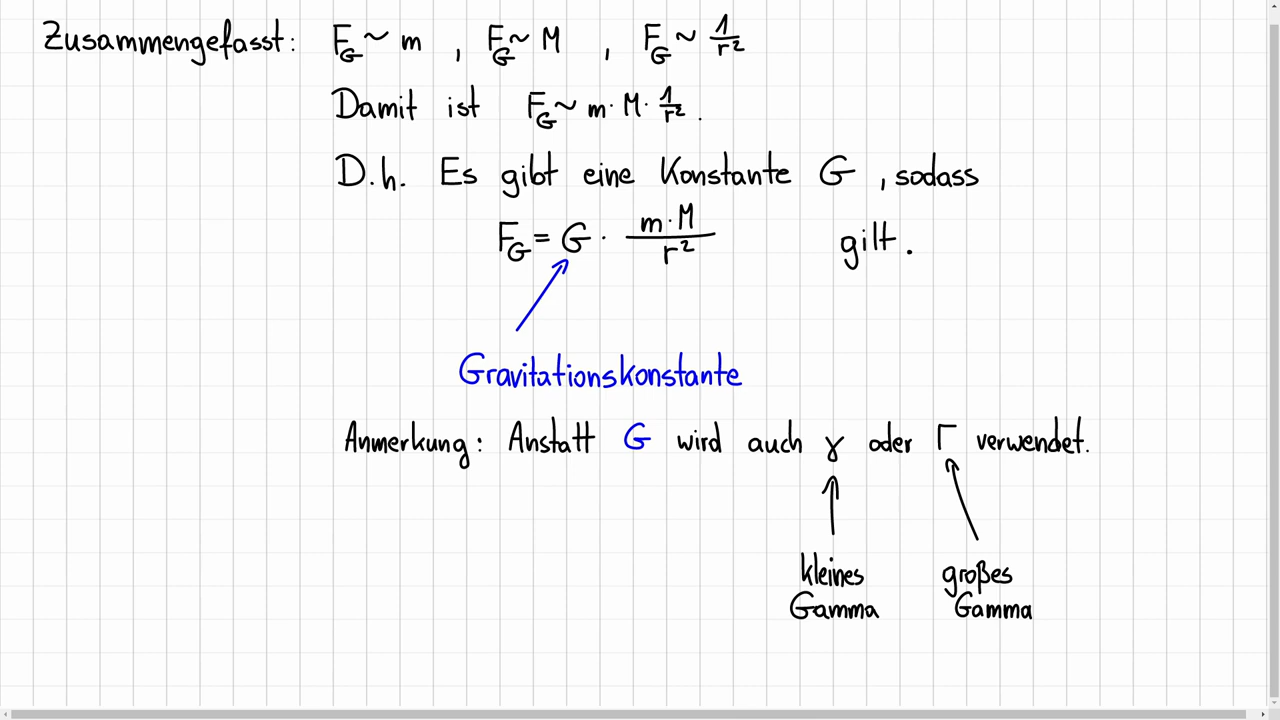 Zusammengefasst: F_G ~ m , F_G ~ M , F_G ~ 1/r²
Damit ist F_G ~ m · M · 1/r² .
D.h. Es gibt eine Konstante G , sodass
F_G = G · (m · M)/r² gilt .
Gravitationskonstante
Anmerkung: Anstatt G wird auch γ oder Γ verwendet.
kleines Gamma
großes Gamma